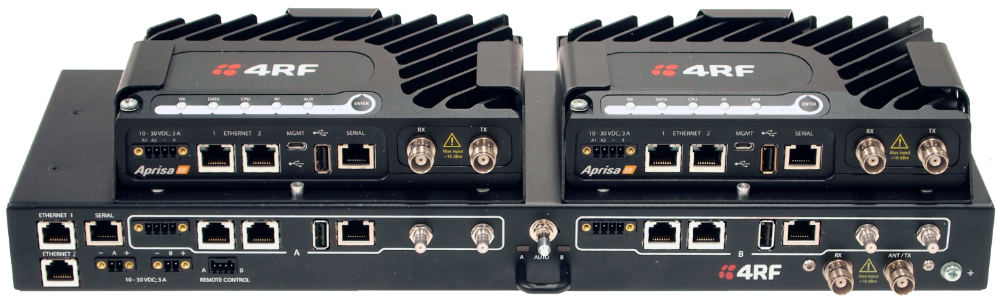 4RF
OK DATA CPU RF AUX ENTER
10 - 30 VDC; 3 A 1 ETHERNET 2 MGMT SERIAL RX TX
A1 A2 - +
Max input
+10 dBm
Aprisa SR
4RF
OK DATA CPU RF AUX ENTER
10 - 30 VDC; 3 A 1 ETHERNET 2 MGMT SERIAL RX TX
A1 A2 - +
Max input
+10 dBm
Aprisa SR
ETHERNET 1 SERIAL
ETHERNET 2 - A + - B + A A AUTO B B RX ANT / TX
10 - 30 VDC; 3 A A B
REMOTE CONTROL
4RF
Max input
+10 dBm